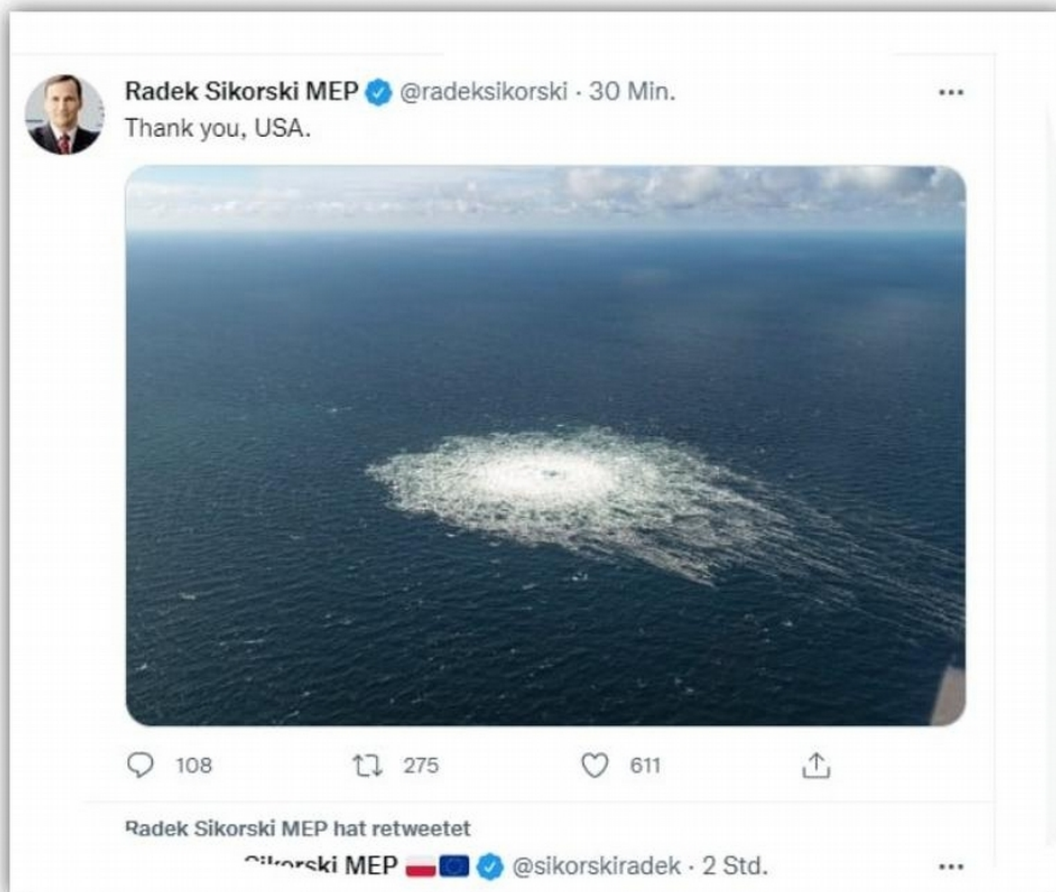 Radek Sikorski MEP @radeksikorski · 30 Min.
Thank you, USA.
108 275 611
Radek Sikorski MEP hat retweetet
Sikorski MEP @sikorskiradek · 2 Std.